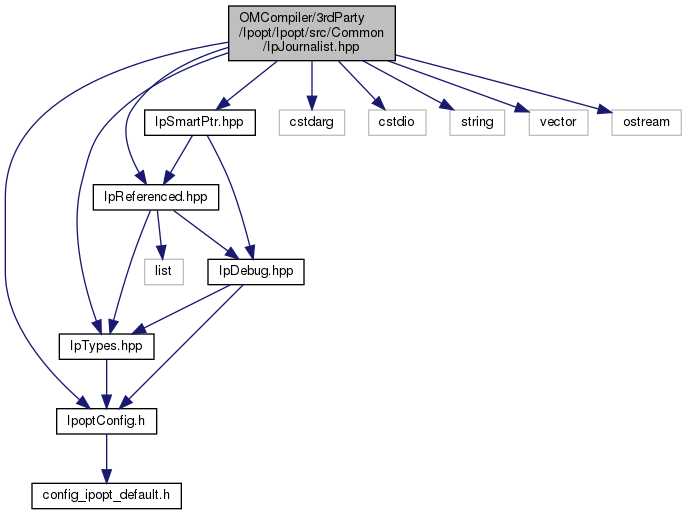 OMCompiler/3rdParty
/Ipopt/Ipopt/src/Common
/IpJournalist.hpp
IpSmartPtr.hpp
cstdarg
cstdio
string
vector
ostream
IpReferenced.hpp
list
IpDebug.hpp
IpTypes.hpp
IpoptConfig.h
config_ipopt_default.h